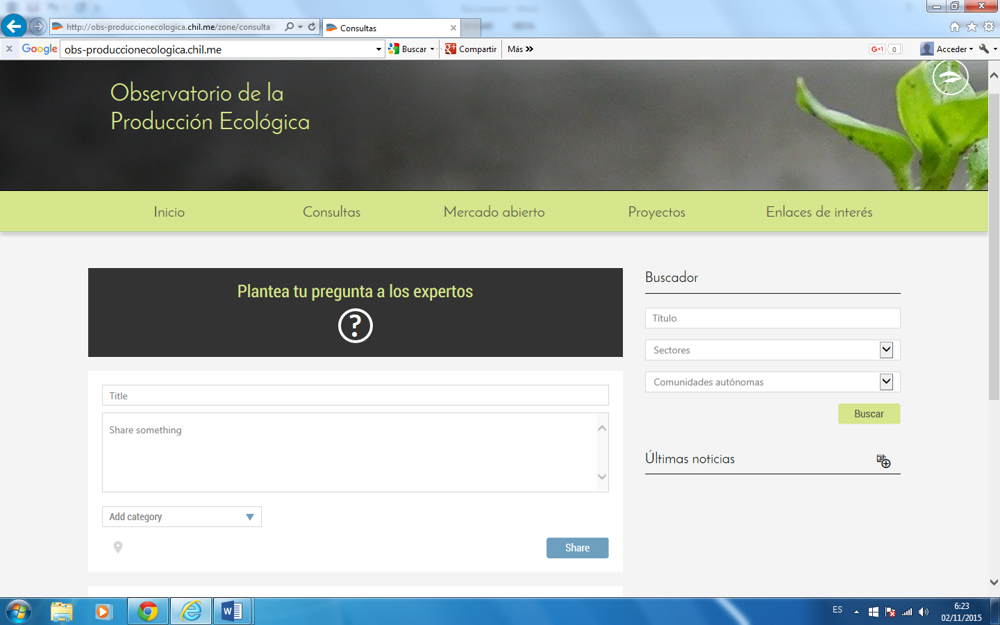 http://obs-produccionecologica.chil.me/zone/consulta
Consultas
Google
obs-produccionecologica.chil.me
Buscar
Compartir
Más
G+1
0
Acceder
Observatorio de la
Producción Ecológica
Inicio
Consultas
Mercado abierto
Proyectos
Enlaces de interés
Plantea tu pregunta a los expertos
?
Title
Share something
Add category
Share
Buscador
Título
Sectores
Comunidades autónomas
Buscar
Últimas noticias
ES
6:23
02/11/2015